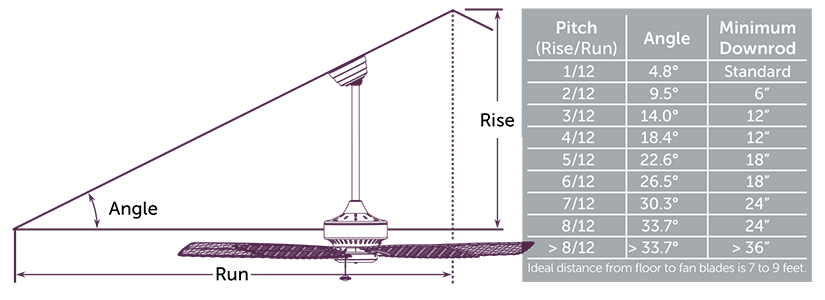 Pitch (Rise/Run) Angle Minimum Downrod
1/12 4.8° Standard
2/12 9.5° 6”
3/12 14.0° 12”
4/12 18.4° 12”
5/12 22.6° 18”
6/12 26.5° 18”
7/12 30.3° 24”
8/12 33.7° 24”
> 8/12 > 33.7° > 36”
Ideal distance from floor to fan blades is 7 to 9 feet.
Rise
Angle
Run